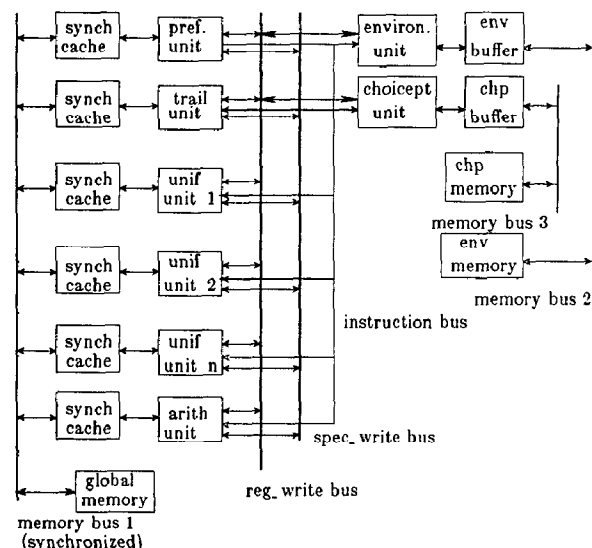 synch
cache
pref.
unit
environ.
unit
env
buffer
synch
cache
trail
unit
choicept
unit
chp
buffer
synch
cache
unif
unit 1
chp
memory
memory bus 3
synch
cache
unif
unit 2
env
memory
memory bus 2
instruction bus
synch
cache
unif
unit n
synch
cache
arith
unit
spec_write bus
global
memory
reg_write bus
memory bus 1
(synchronized)